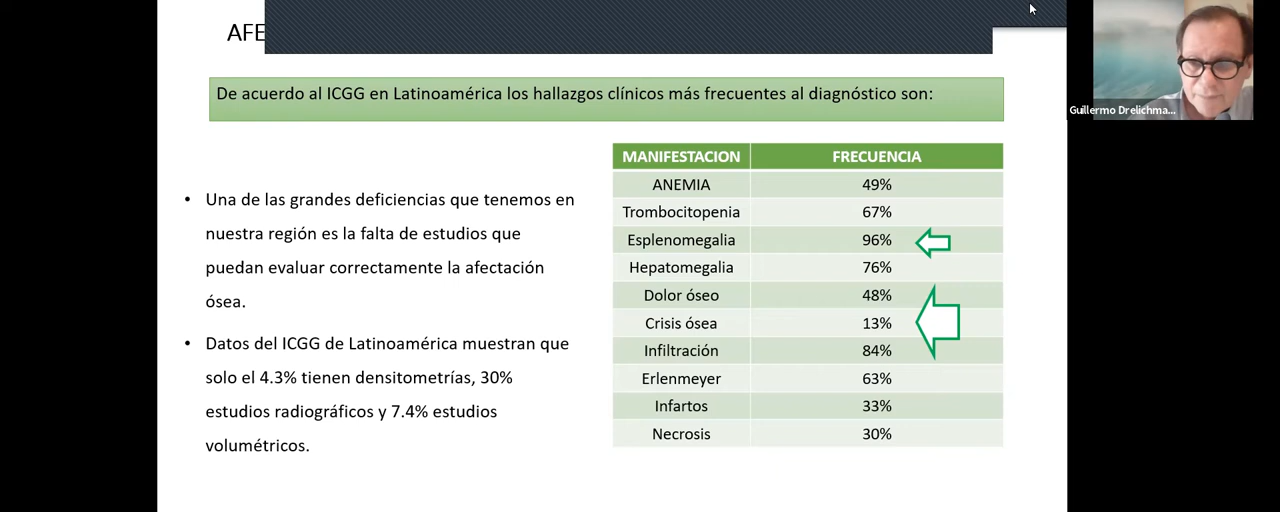 AFE
De acuerdo al ICGG en Latinoamérica los hallazgos clínicos más frecuentes al diagnóstico son:
Una de las grandes deficiencias que tenemos en
nuestra región es la falta de estudios que
puedan evaluar correctamente la afectación
ósea.
Datos del ICGG de Latinoamérica muestran que
solo el 4.3% tienen densitometrías, 30%
estudios radiográficos y 7.4% estudios
volumétricos.
MANIFESTACION FRECUENCIA
ANEMIA 49%
Trombocitopenia 67%
Esplenomegalia 96%
Hepatomegalia 76%
Dolor óseo 48%
Crisis ósea 13%
Infiltración 84%
Erlenmeyer 63%
Infartos 33%
Necrosis 30%
Guillermo Drelichma...